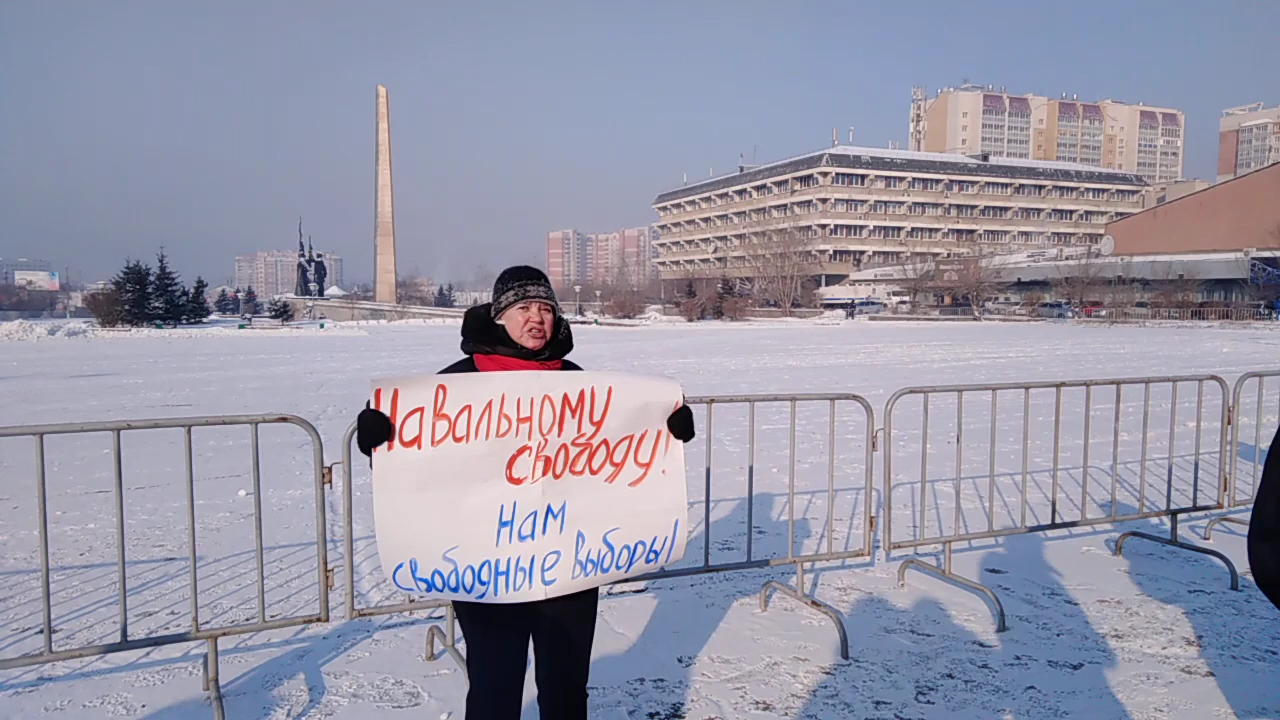 Навальному
свободу!
Нам
свободные выборы!